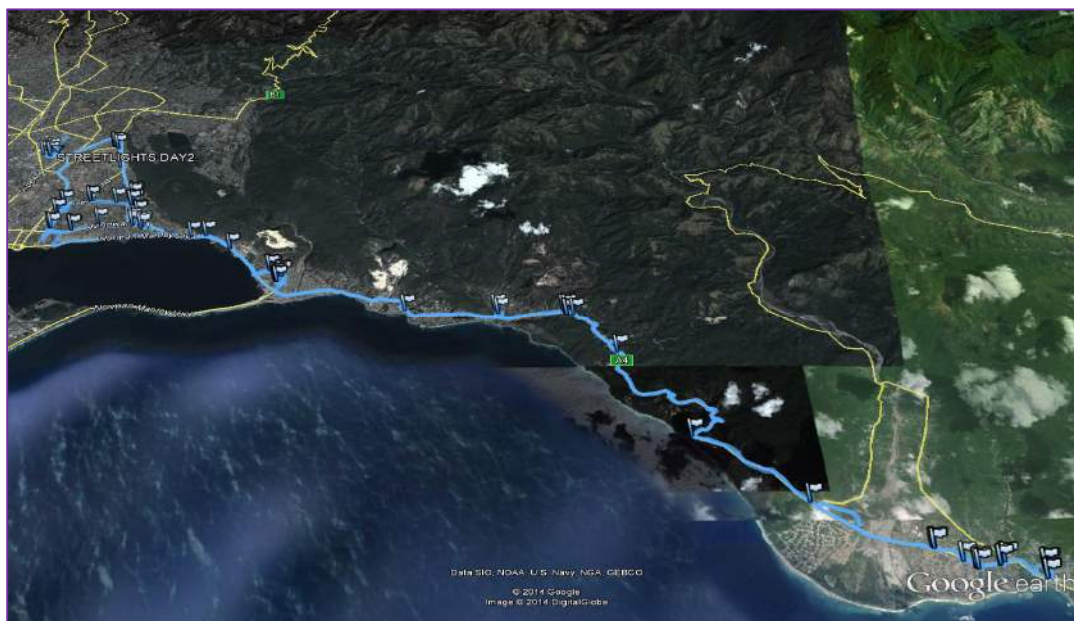 STREETLIGHTS DAY2
A4
Data SIO, NOAA, U.S. Navy, NGA, GEBCO
© 2014 Google
Image © 2014 DigitalGlobe
Google earth